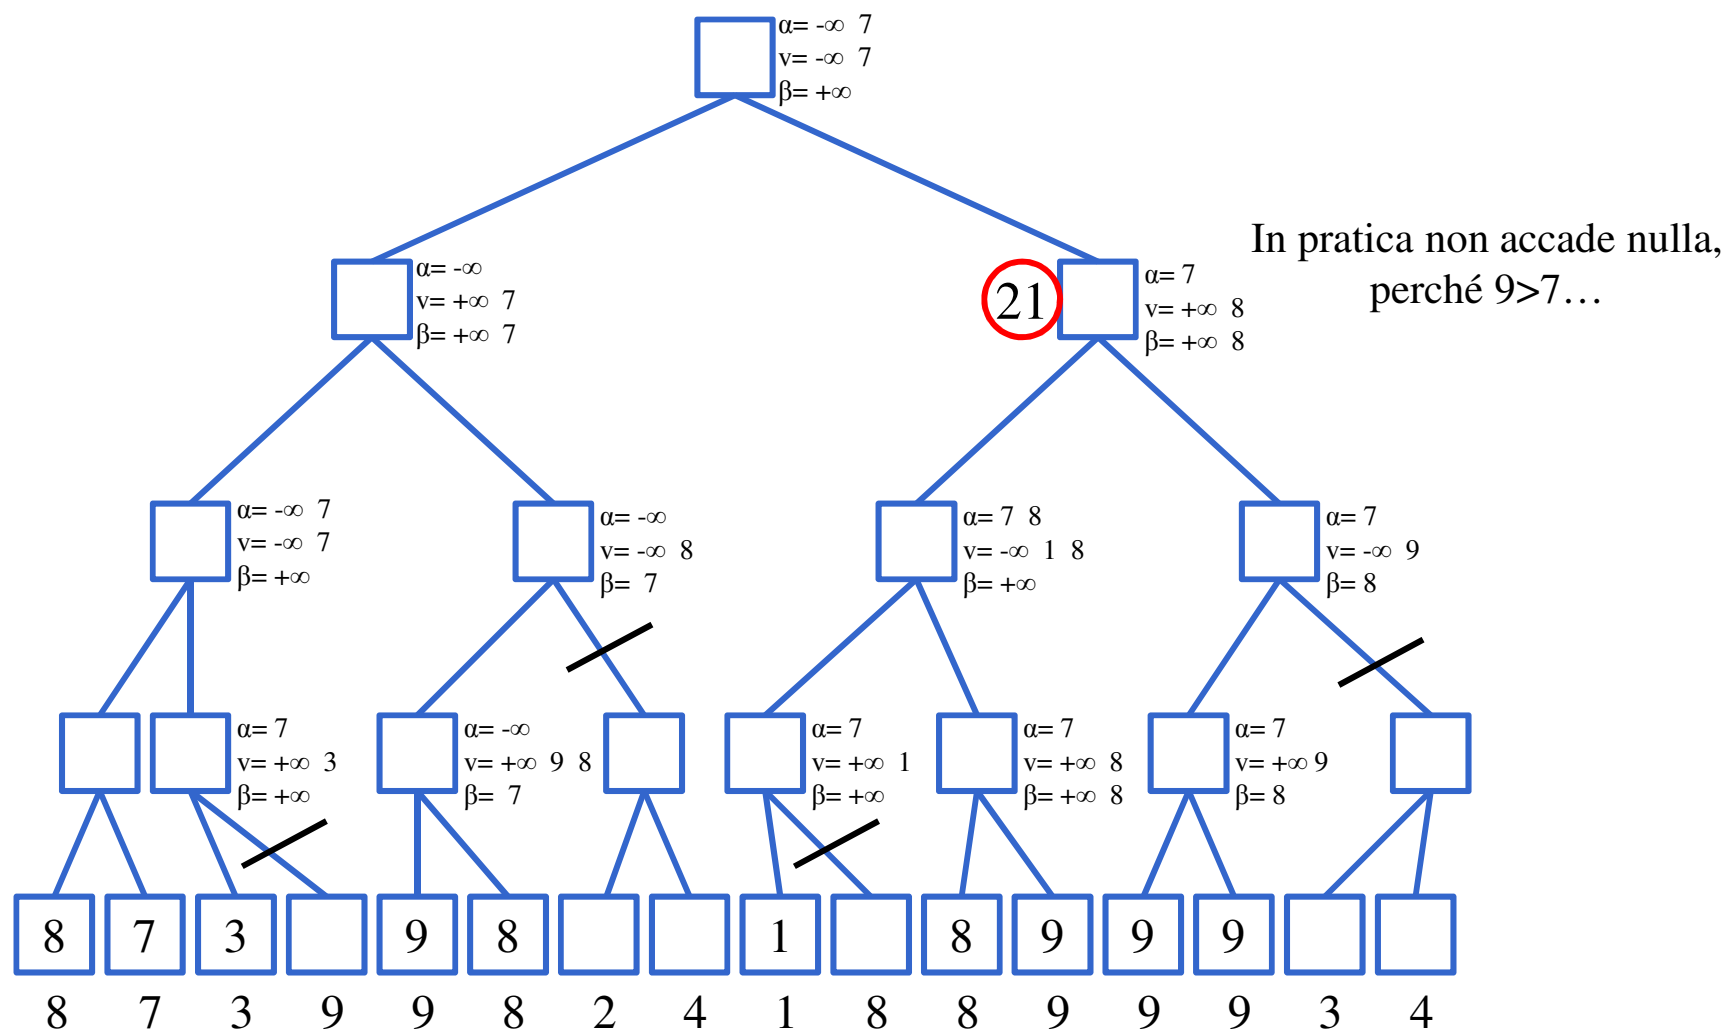 α= -∞ 7
v= -∞ 7
β= +∞
In pratica non accade nulla,
perché 9>7…
α= -∞
v= +∞ 7
β= +∞ 7
21
α= 7
v= +∞ 8
β= +∞ 8
α= -∞ 7
v= -∞ 7
β= +∞
α= -∞
v= -∞ 8
β= 7
α= 7 8
v= -∞ 1 8
β= +∞
α= 7
v= -∞ 9
β= 8
α= 7
v= +∞ 3
β= +∞
α= -∞
v= +∞ 9 8
β= 7
α= 7
v= +∞ 1
β= +∞
α= 7
v= +∞ 8
β= +∞ 8
α= 7
v= +∞ 9
β= 8
8 7 3 9 8 1 8 9 9 9
8 7 3 9 9 8 2 4 1 8 8 9 9 9 3 4